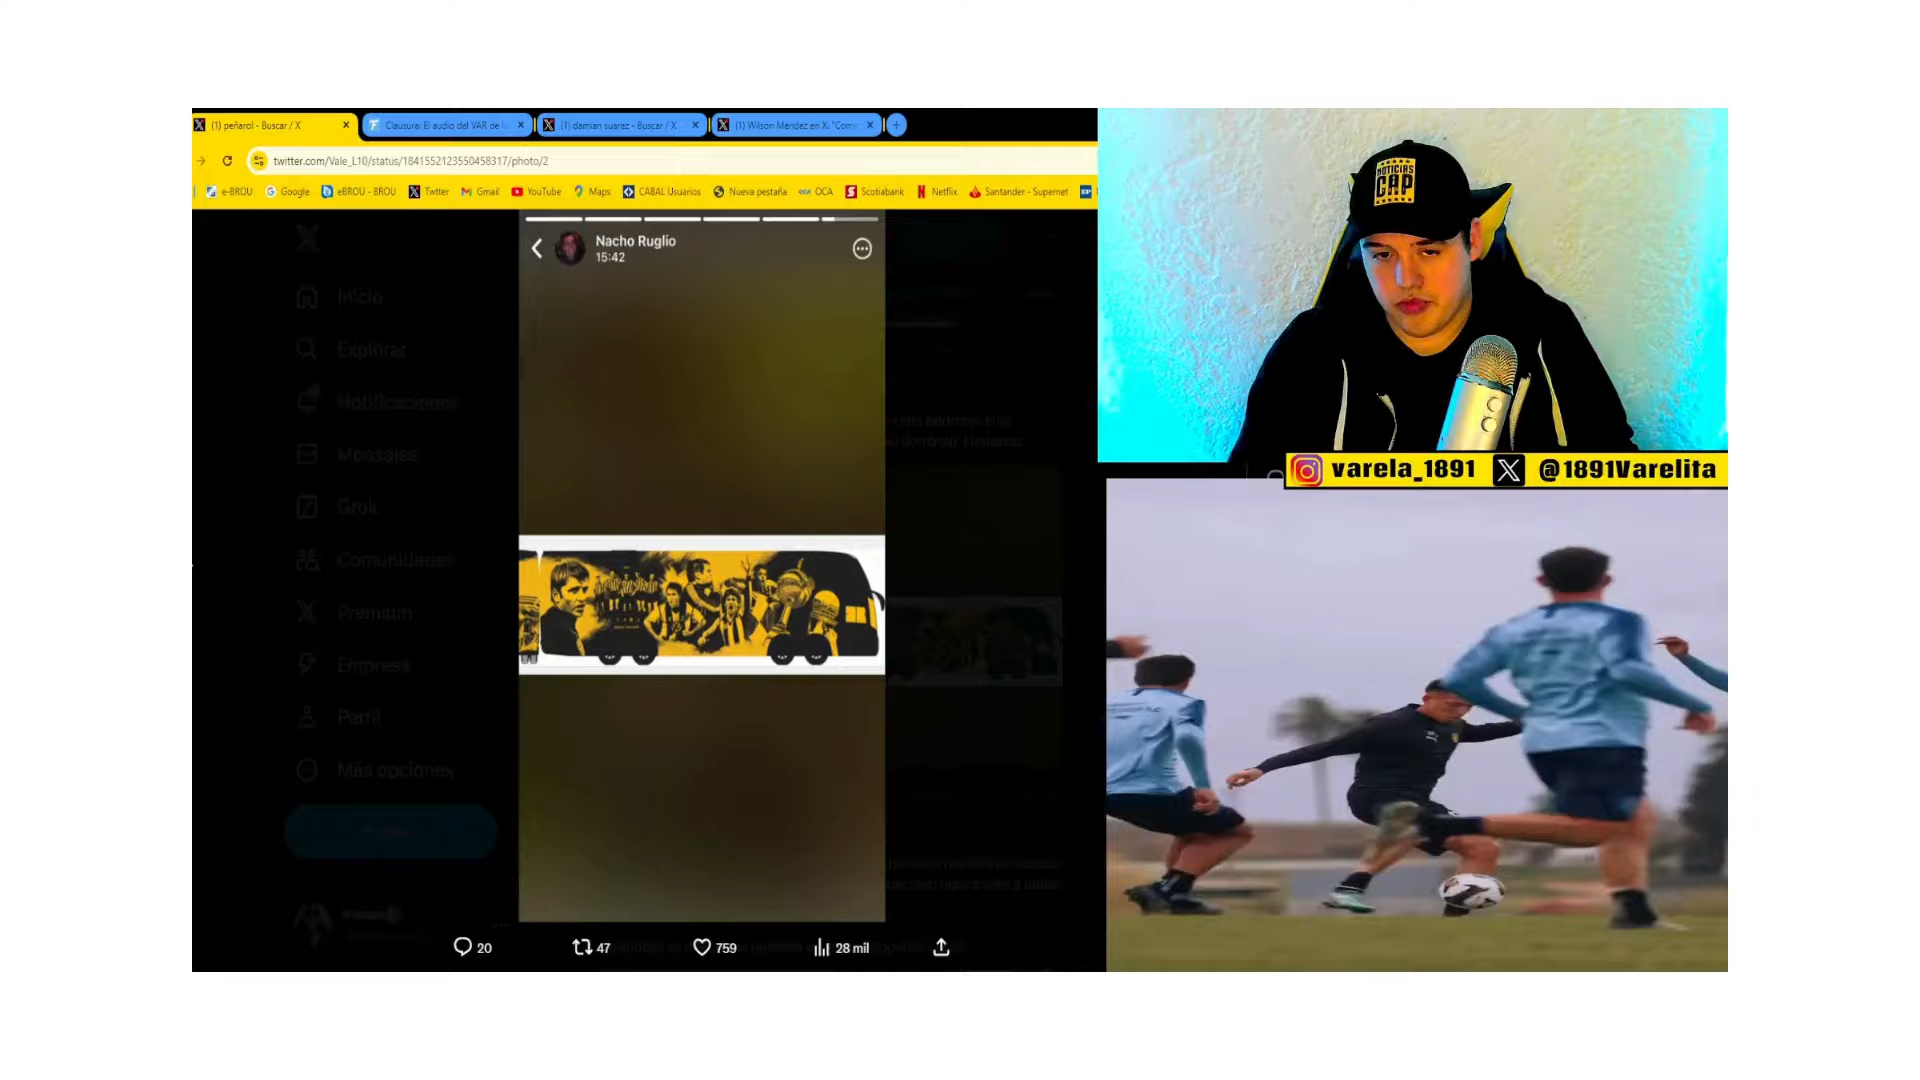 (1) peñarol - Buscar / X
Clausura: El audio del VAR de l
(1) damian suarez - Buscar / X
(1) Wilson Méndez en X: "Com
twitter.com/Vale_L10/status/1841552123550458317/photo/2
e-BROU
Google
eBROU - BROU
Twtter
Gmail
YouTube
Maps
CABAL Usuarios
Nueva pestaña
OCA
Scotiabank
Netflix
Santander - Supernet
Nacho Ruglio
15:42
Inicio
Explorar
Notificaciones
Mensajes
Grok
Comunidades
Premium
Empresas
Perfil
Más opciones
20
47
759
28 mil
NOTICIAS
CAP
varela_1891
@1891Varelita